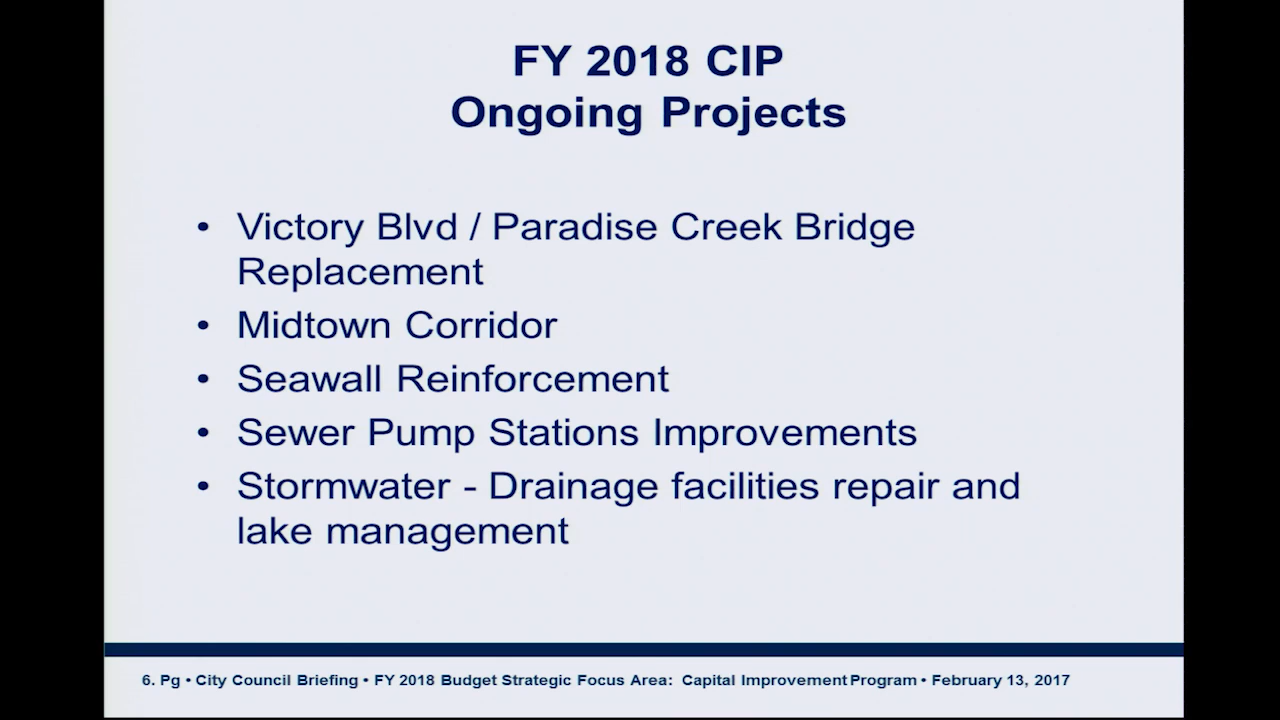 FY 2018 CIP
Ongoing Projects
• Victory Blvd / Paradise Creek Bridge
Replacement
• Midtown Corridor
• Seawall Reinforcement
• Sewer Pump Stations Improvements
• Stormwater - Drainage facilities repair and
lake management
6. Pg • City Council Briefing • FY 2018 Budget Strategic Focus Area: Capital Improvement Program • February 13, 2017